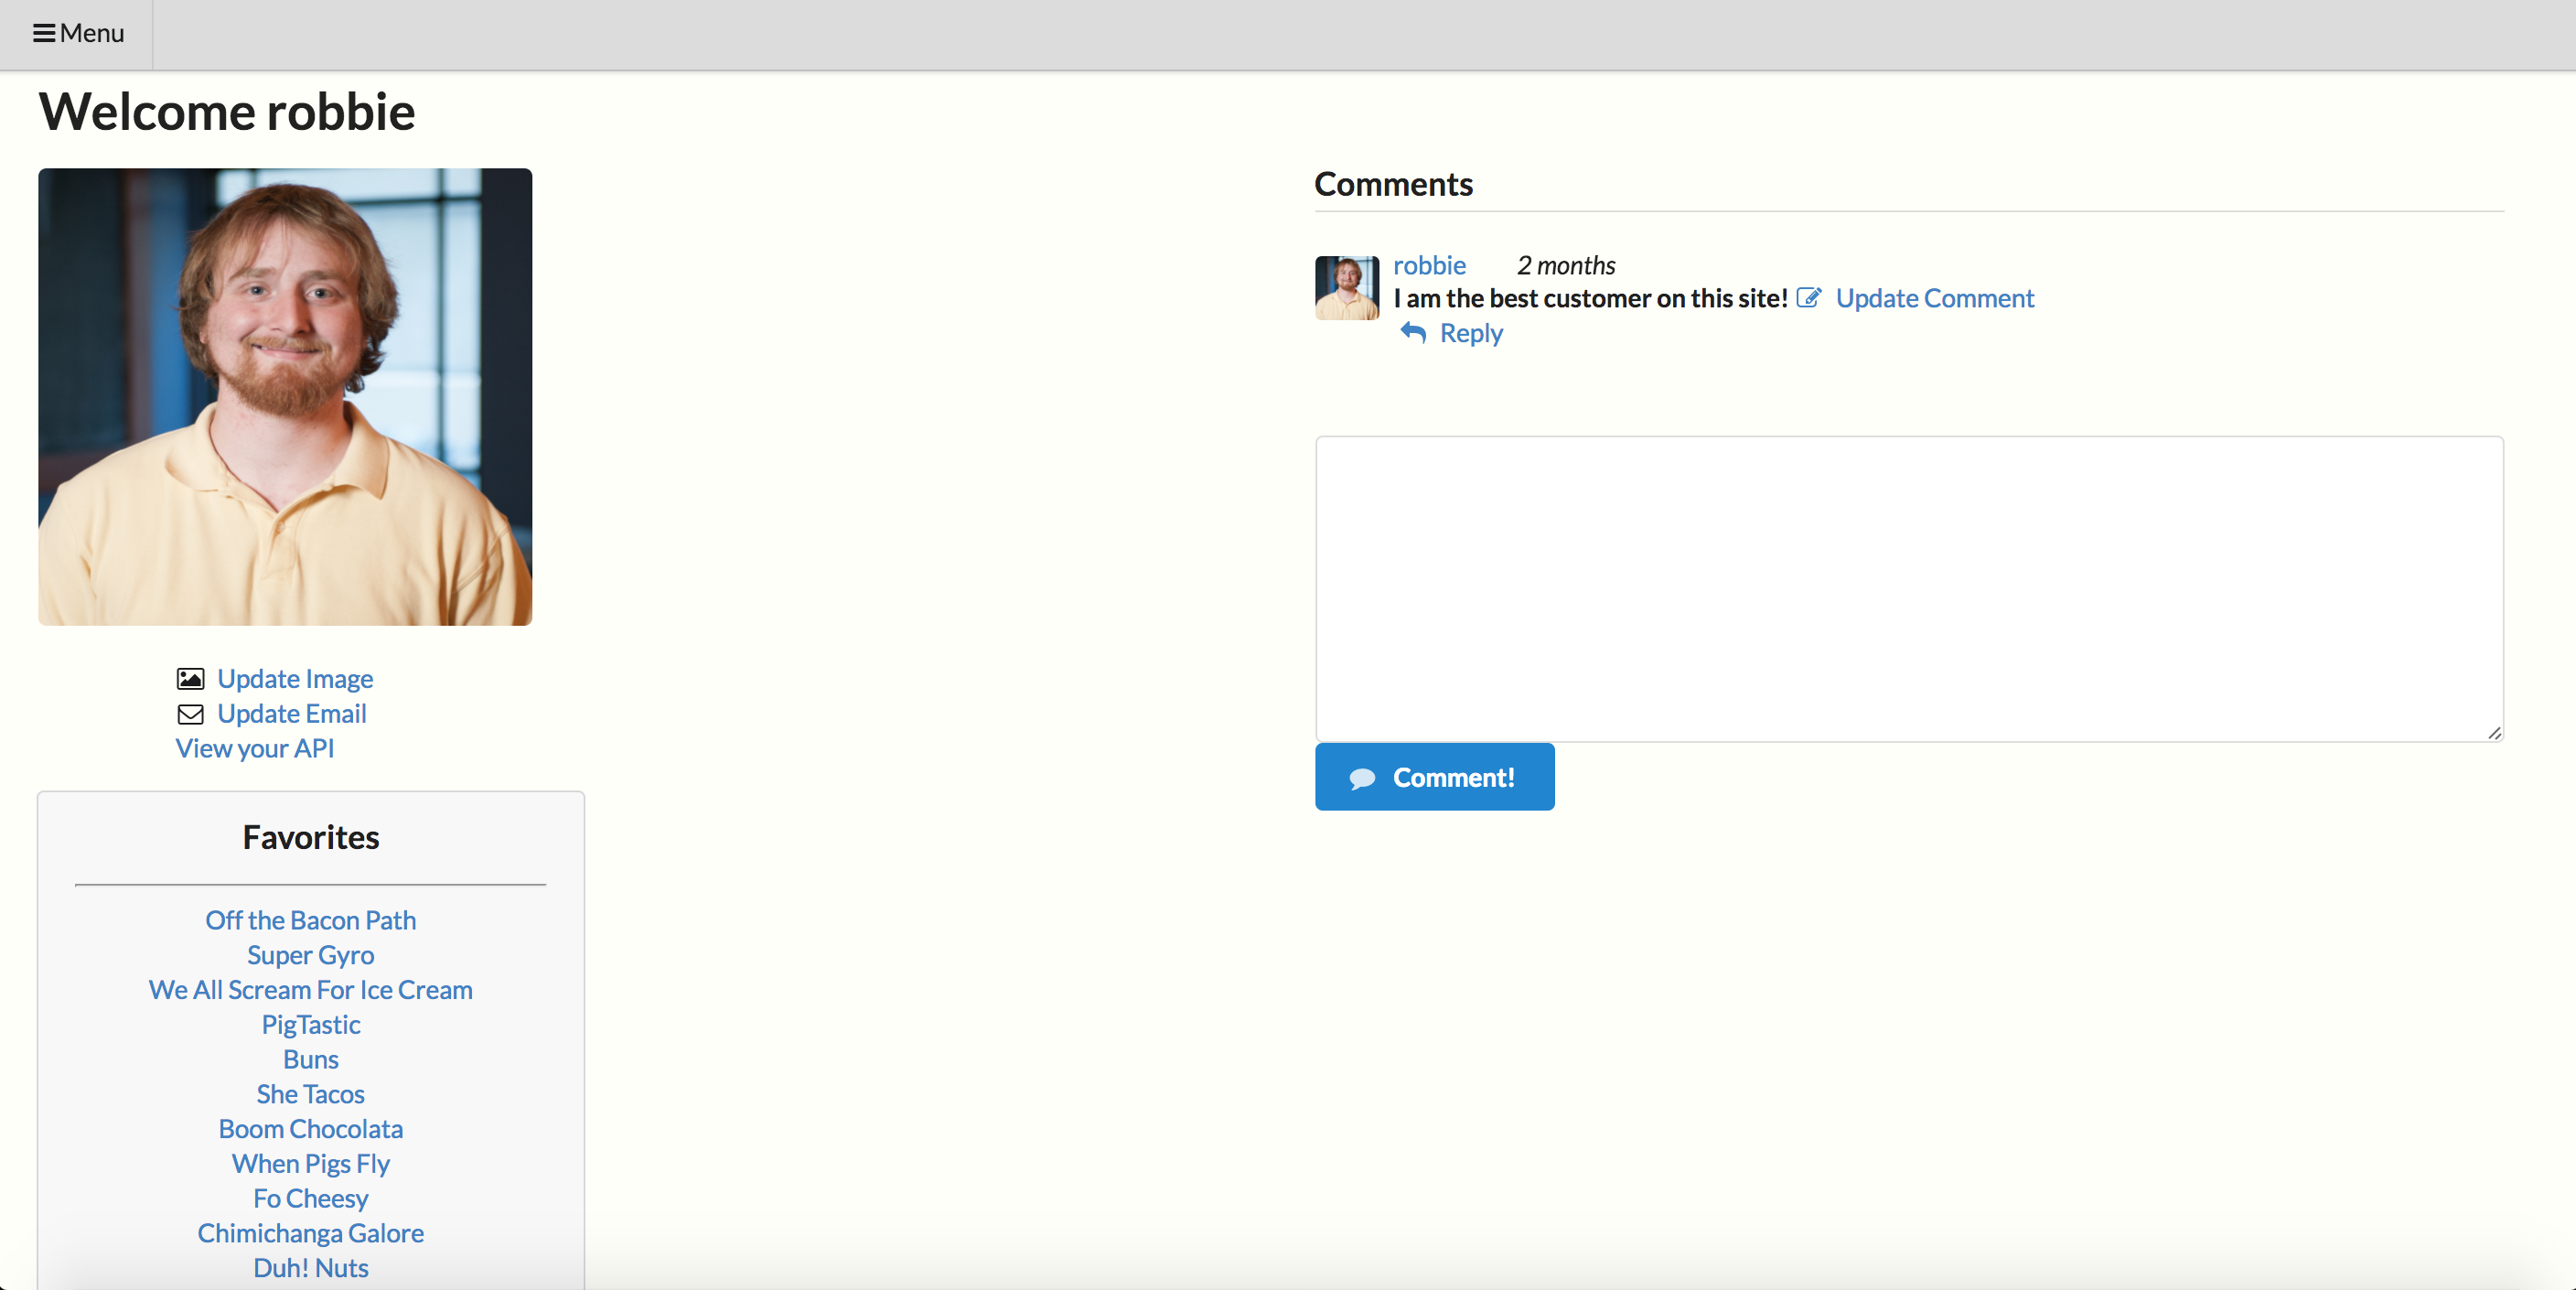 Menu
Welcome robbie
Update Image
Update Email
View your API
Favorites
Off the Bacon Path
Super Gyro
We All Scream For Ice Cream
PigTastic
Buns
She Tacos
Boom Chocolata
When Pigs Fly
Fo Cheesy
Chimichanga Galore
Duh! Nuts
Comments
robbie 2 months
I am the best customer on this site! Update Comment
Reply
Comment!